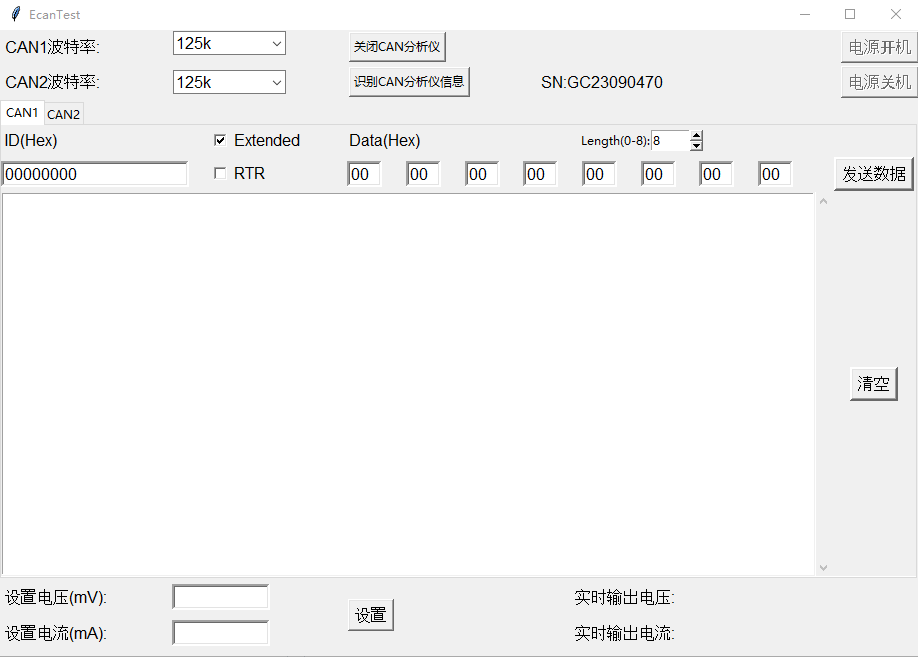 EcanTest
CAN1波特率: 125k 关闭CAN分析仪 电源开机
CAN2波特率: 125k 识别CAN分析仪信息 SN:GC23090470 电源关机
CAN1 CAN2
ID(Hex) Extended Data(Hex) Length(0-8): 8
00000000 RTR 00 00 00 00 00 00 00 00 发送数据
清空
设置电压(mV): 设置 实时输出电压:
设置电流(mA): 实时输出电流: